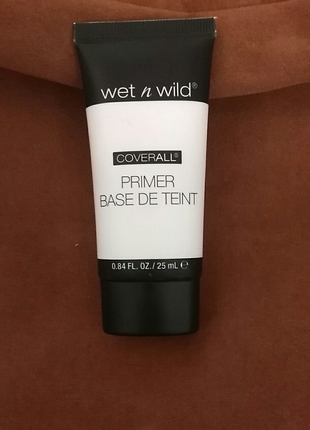 wet n wild®
COVERALL®
PRIMER
BASE DE TEINT
0.84 FL. OZ./ 25 mL ℮